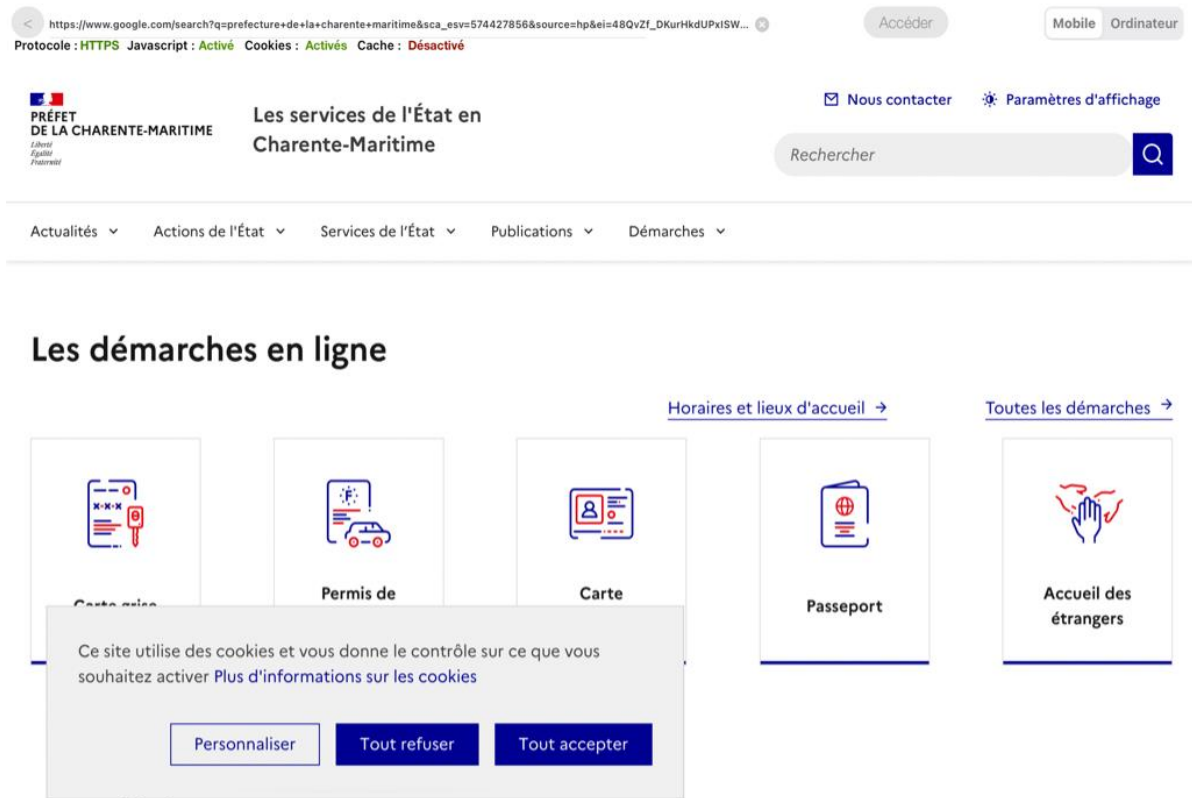 < https://www.google.com/search?q=prefecture+de+la+charente+maritime&sca_esv=574427856&source=hp&ei=48QvZf_DKurHkdUPxISW... Accéder Mobile Ordinateur
Protocole : HTTPS Javascript : Activé Cookies : Activés Cache : Désactivé
Nous contacter Paramètres d'affichage
PRÉFET
DE LA CHARENTE-MARITIME
Liberté
Égalité
Fraternité
Les services de l'État en
Charente-Maritime
Rechercher
Actualités Actions de l'État Services de l'État Publications Démarches
Les démarches en ligne
Horaires et lieux d'accueil → Toutes les démarches →
x-x-x
F
Carte grise
Permis de
Carte
Passeport
Accueil des
étrangers
Ce site utilise des cookies et vous donne le contrôle sur ce que vous
souhaitez activer Plus d'informations sur les cookies
Personnaliser Tout refuser Tout accepter